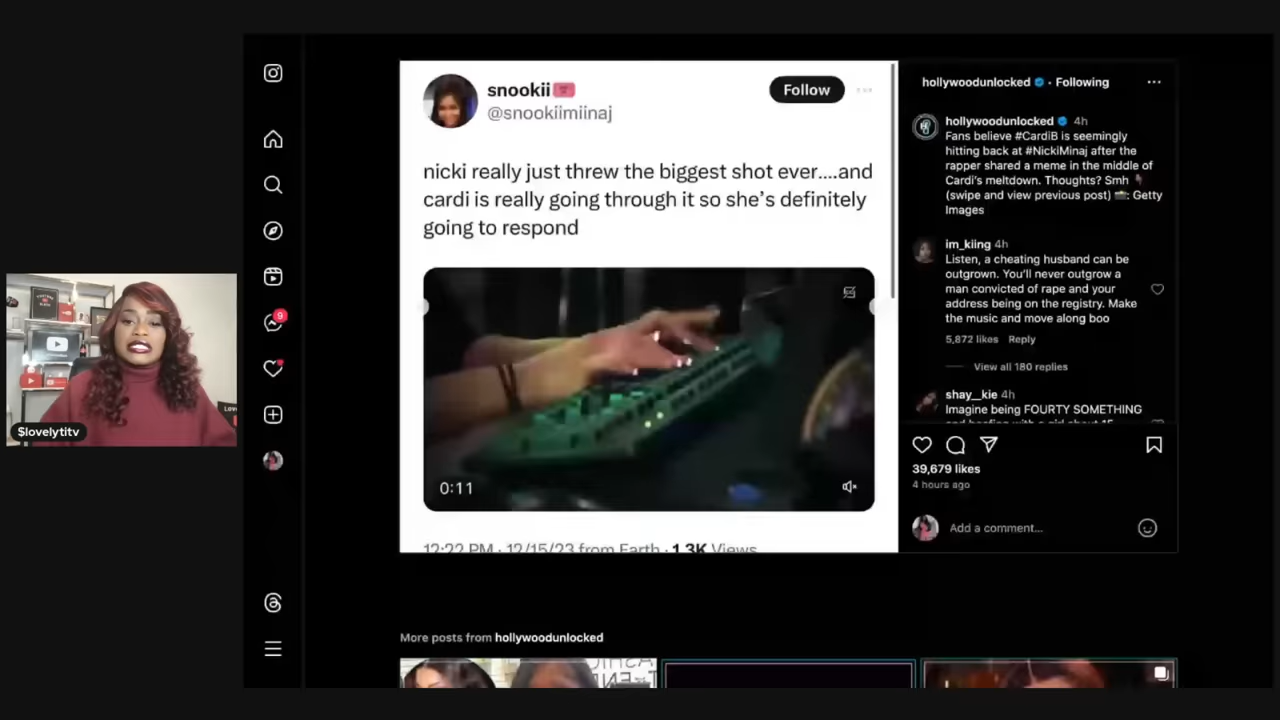 snookii
Follow
@snookiimiinaj
nicki really just threw the biggest shot ever....and
cardi is really going through it so she's definitely
going to respond
0:11
12:22 PM · 12/15/23 from Earth · 1.3K Views
hollywoodunlocked • Following
hollywoodunlocked 4h
Fans believe #CardiB is seemingly
hitting back at #NickiMinaj after the
rapper shared a meme in the middle of
Cardi's meltdown. Thoughts? Smh
(swipe and view previous post) 📸: Getty
Images
im_kiing 4h
Listen, a cheating husband can be
outgrown. You'll never outgrow a
man convicted of rape and your
address being on the registry. Make
the music and move along boo
5,872 likes Reply
View all 180 replies
shay__kie 4h
Imagine being FOURTY SOMETHING
39,679 likes
4 hours ago
Add a comment...
9
$lovelytitv
More posts from hollywoodunlocked